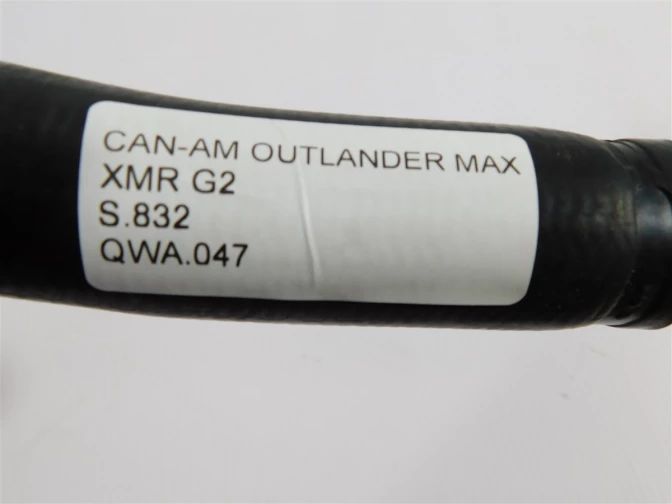 CAN-AM OUTLANDER MAX
XMR G2
S.832
QWA.047